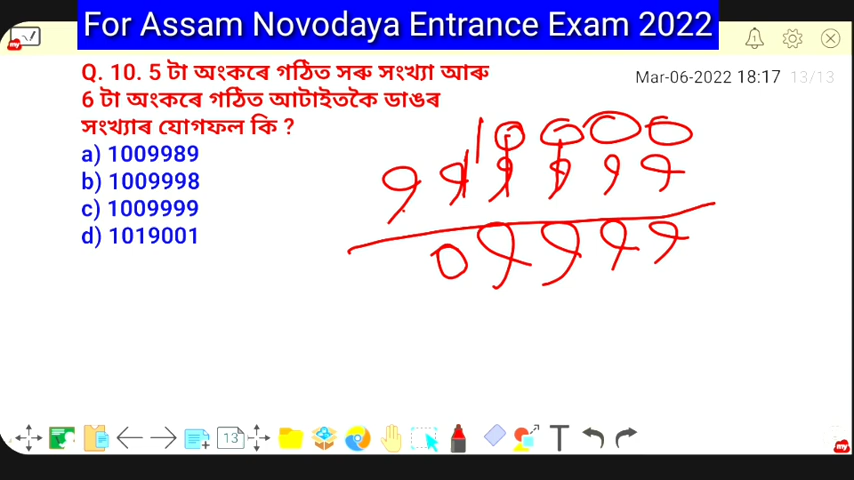 For Assam Novodaya Entrance Exam 2022
Q. 10. 5 টা অংকৰে গঠিত সৰু সংখ্যা আৰু
6 টা অংকৰে গঠিত আটাইতকৈ ডাঙৰ
সংখ্যাৰ যোগফল কি ?
a) 1009989
b) 1009998
c) 1009999
d) 1019001
Mar-06-2022 18:17 13/13
10000
999999
09999
13
T